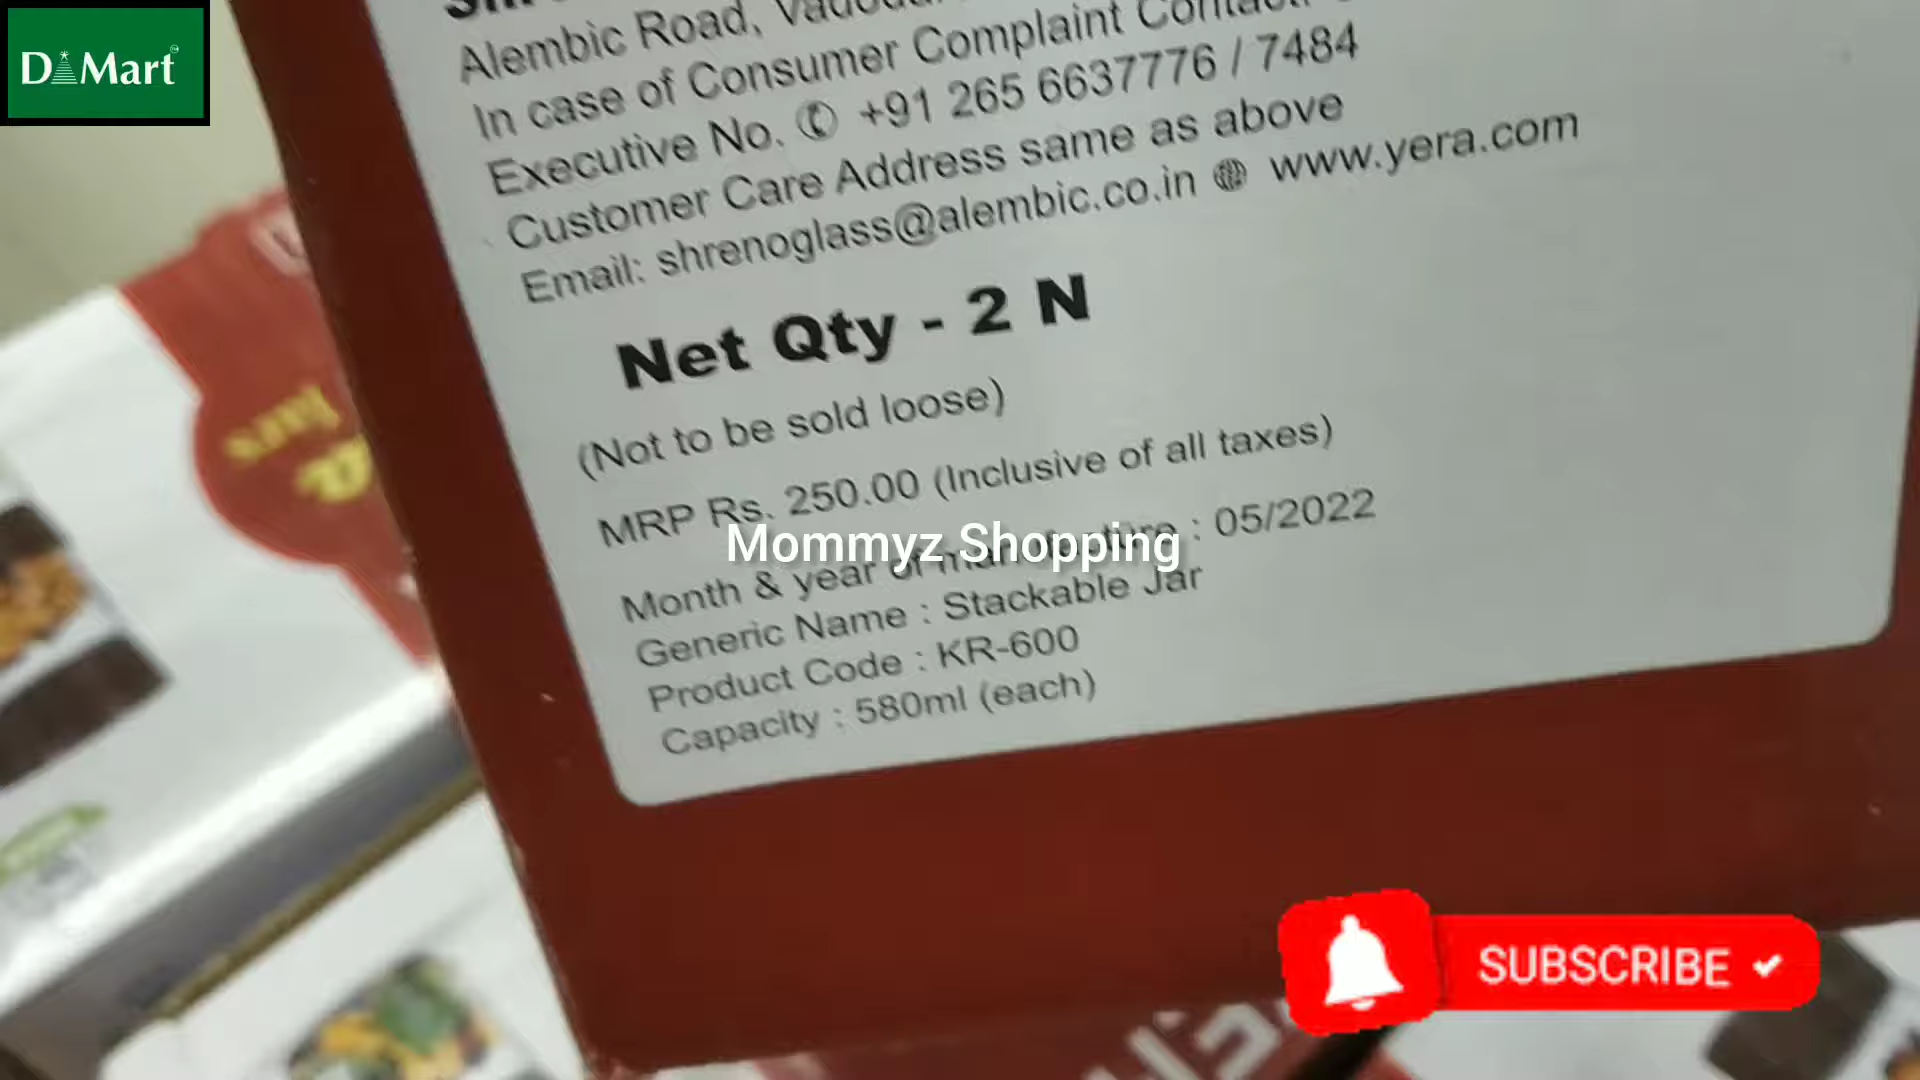 D Mart
Alembic Road,
In case of Consumer Complaint
Executive No. ✆ +91 265 6637776 / 7484
Customer Care Address same as above
Email: shrenoglass@alembic.co.in www.yera.com
Net Qty - 2 N
(Not to be sold loose)
MRP Rs. 250.00 (Inclusive of all taxes)
Mommyz Shopping
Month & year of manufacture : 05/2022
Generic Name : Stackable Jar
Product Code : KR-600
Capacity : 580ml (each)
SUBSCRIBE